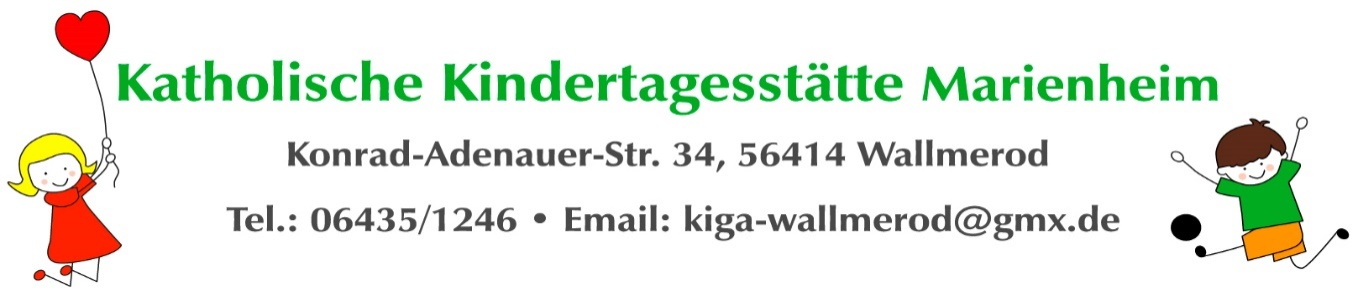 Katholische Kindertagesstätte Marienheim
Konrad-Adenauer-Str. 34, 56414 Wallmerod
Tel.: 06435/1246 • Email: kiga-wallmerod@gmx.de